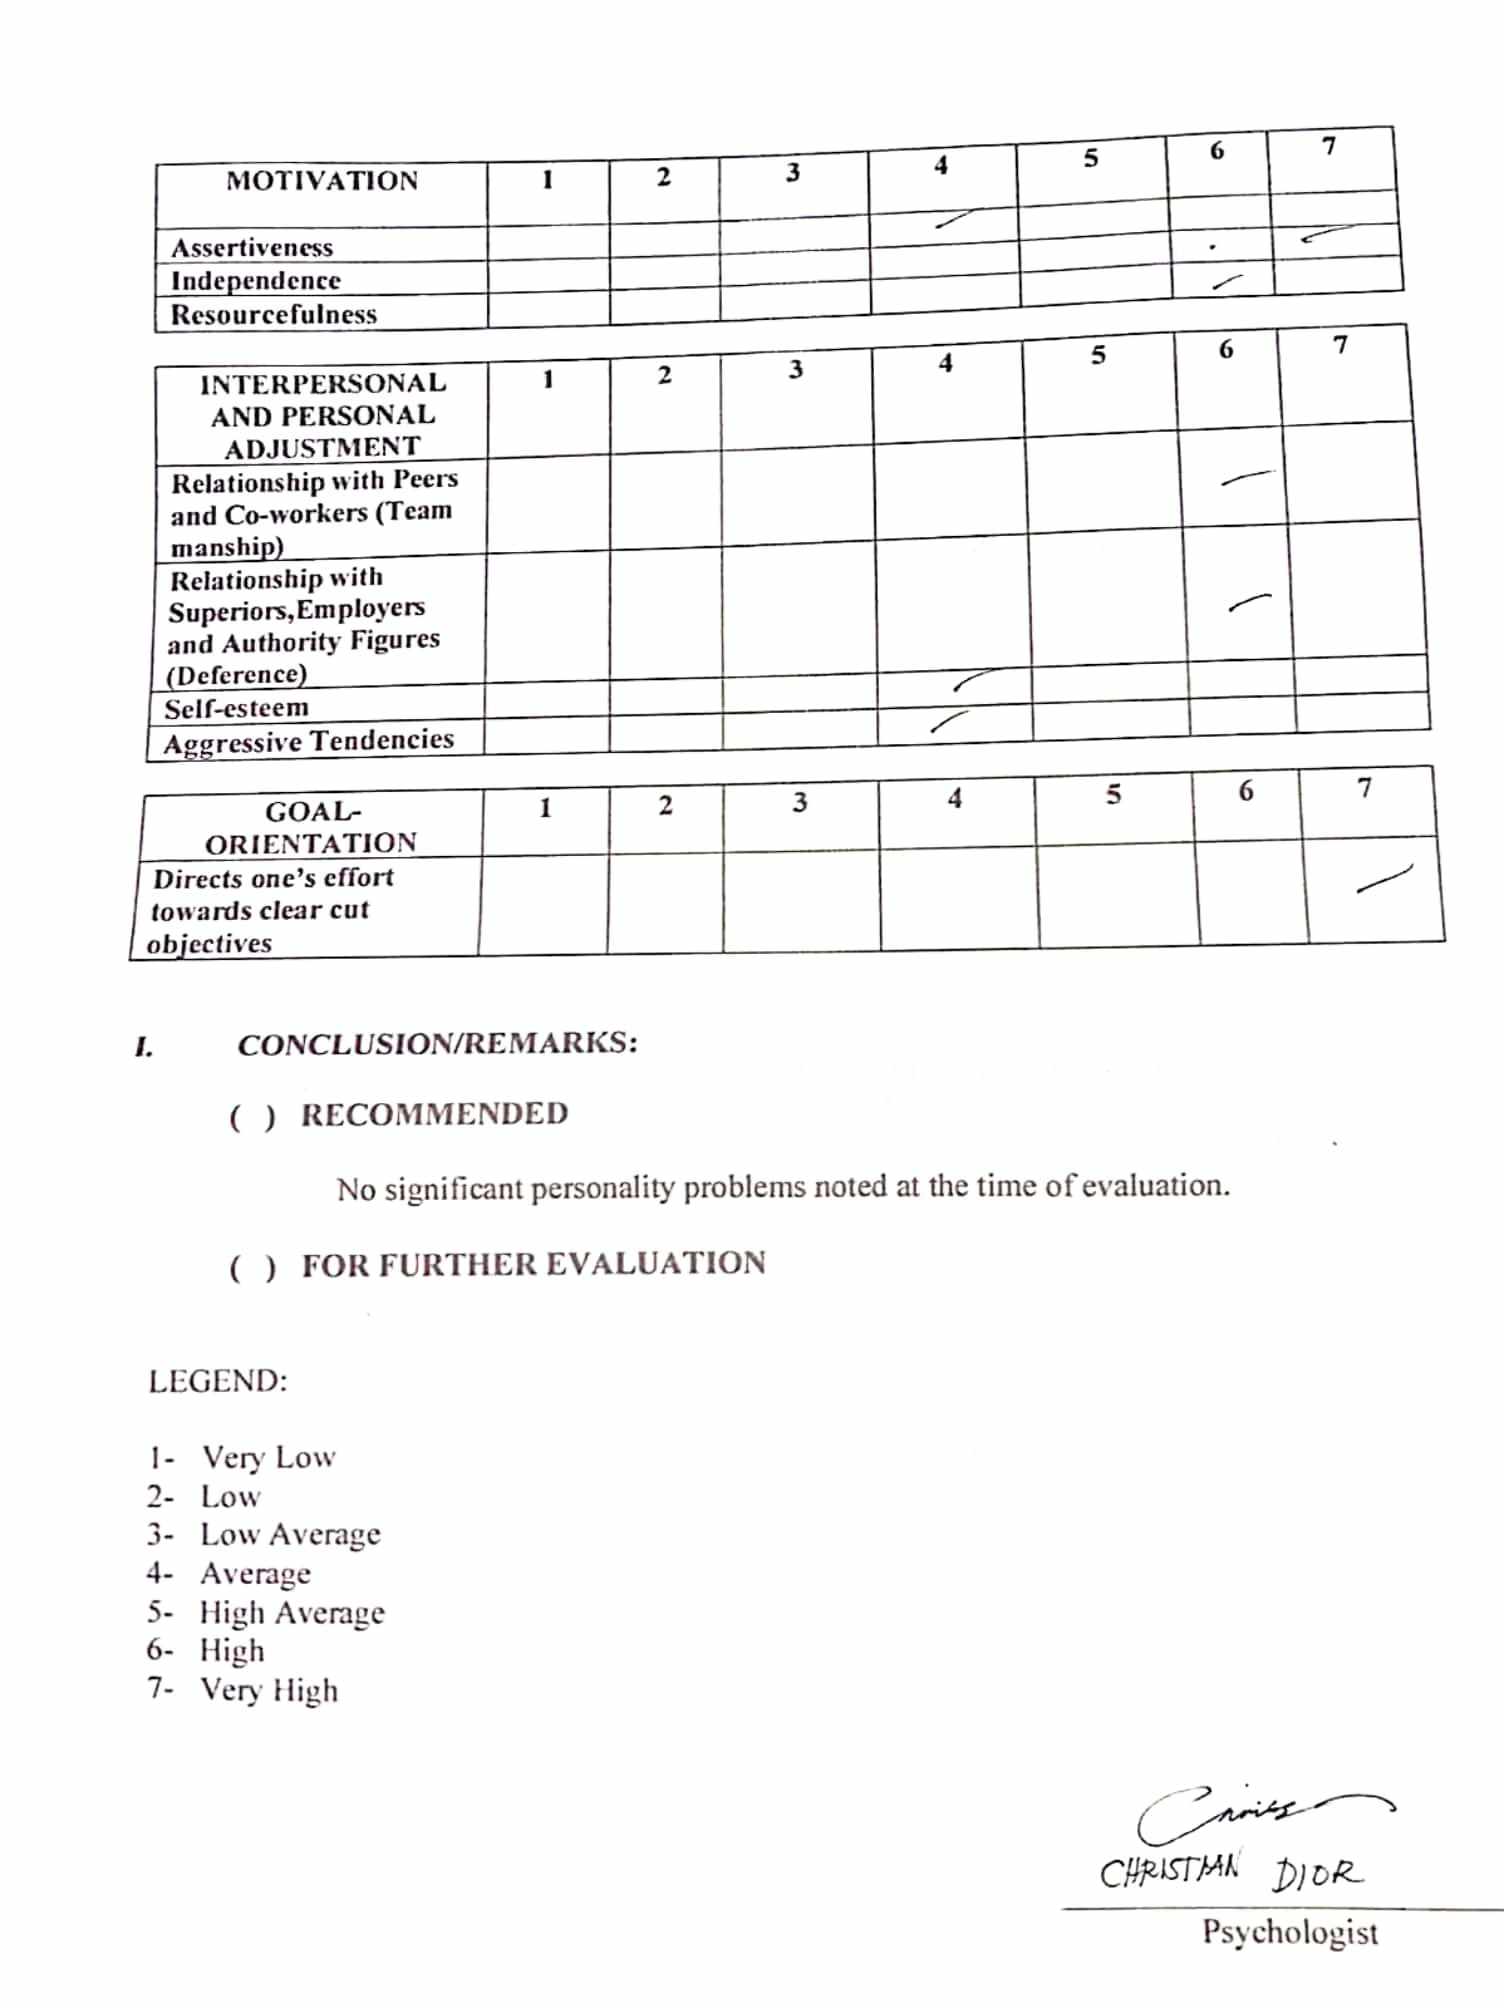 MOTIVATION 1 2 3 4 5 6 7
Assertiveness
Independence
Resourcefulness
INTERPERSONAL 1 2 3 4 5 6 7
AND PERSONAL
ADJUSTMENT
Relationship with Peers
and Co-workers (Team
manship)
Relationship with
Superiors,Employers
and Authority Figures
(Deference)
Self-esteem
Aggressive Tendencies
GOAL- 1 2 3 4 5 6 7
ORIENTATION
Directs one's effort
towards clear cut
objectives
I. CONCLUSION/REMARKS:
( ) RECOMMENDED
No significant personality problems noted at the time of evaluation.
( ) FOR FURTHER EVALUATION
LEGEND:
1- Very Low
2- Low
3- Low Average
4- Average
5- High Average
6- High
7- Very High
CHRISTIAN DIOR
Psychologist